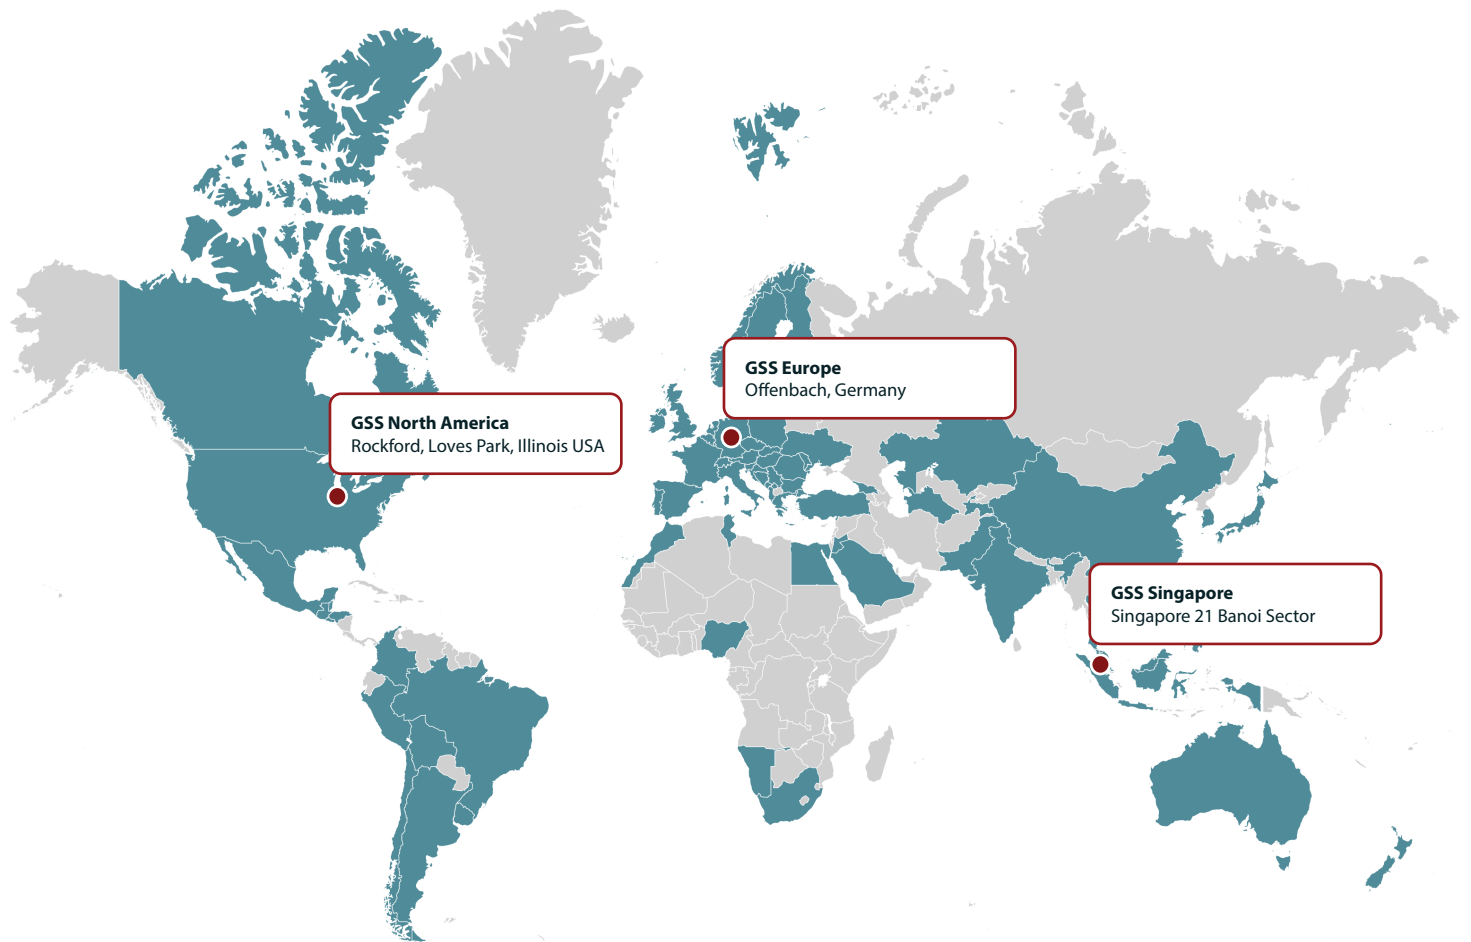 GSS North America
Rockford, Loves Park, Illinois USA
GSS Europe
Offenbach, Germany
GSS Singapore
Singapore 21 Banoi Sector